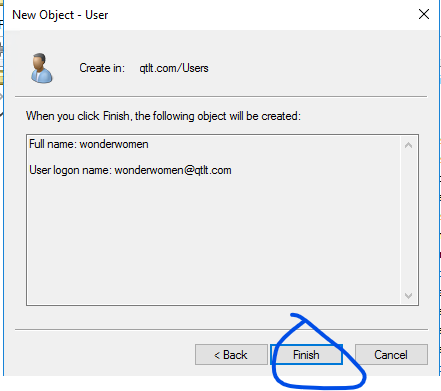 New Object - User
Create in: qtlt.com/Users
When you click Finish, the following object will be created:
Full name: wonderwomen
User logon name: wonderwomen@qtlt.com
< Back Finish Cancel